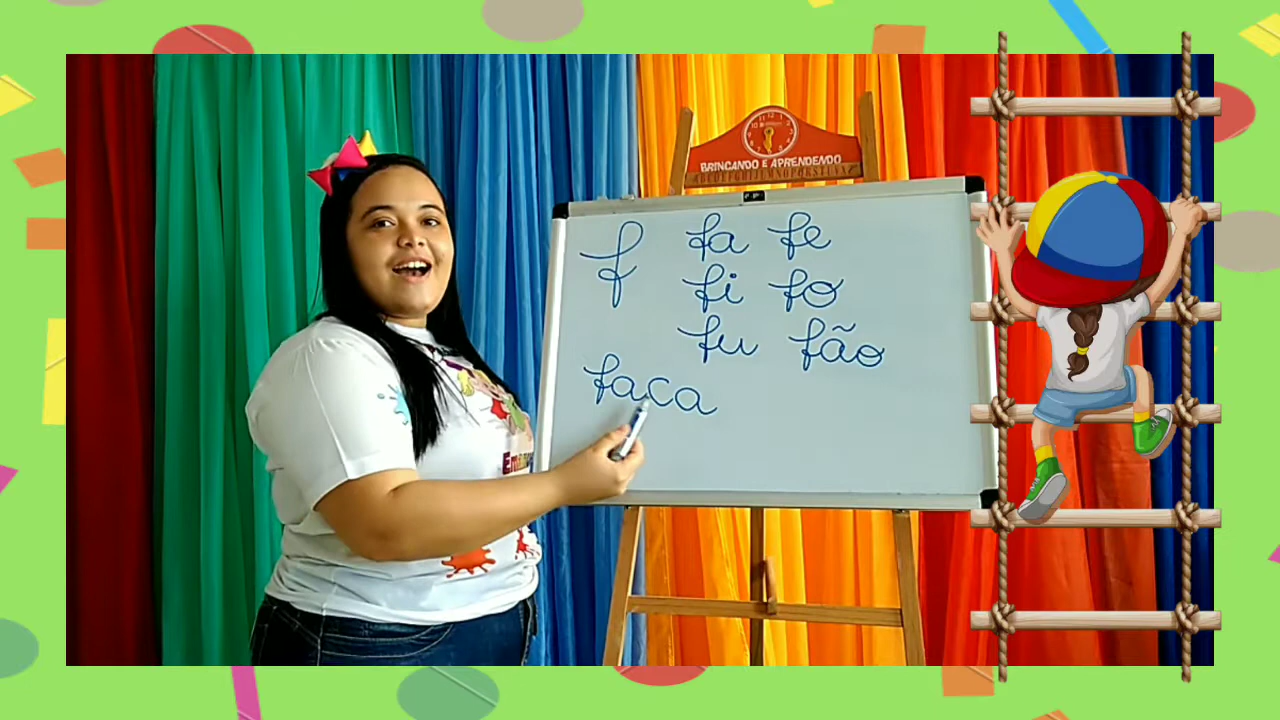 BRINCANDO E APRENDENDO
f fa fe
fi fo
fu fão
faca